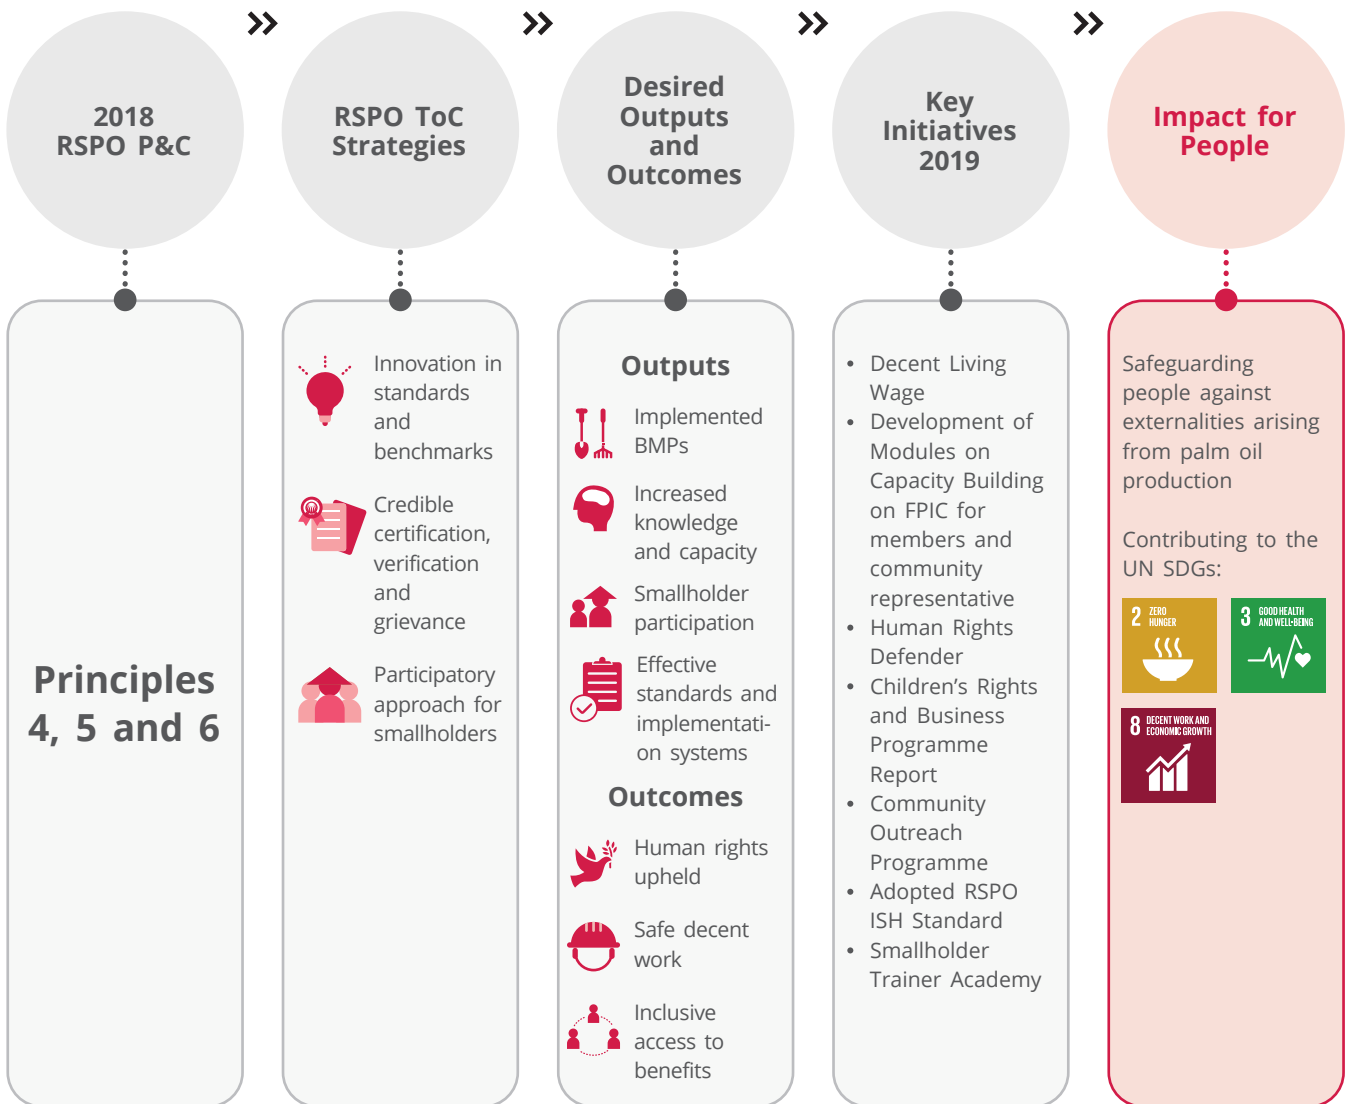 2018
RSPO P&C
RSPO ToC
Strategies
Desired
Outputs
and
Outcomes
Key
Initiatives
2019
Impact for
People
Principles
4, 5 and 6
Innovation in
standards
and
benchmarks
Credible
certification,
verification
and
grievance
Participatory
approach for
smallholders
Outputs
Implemented
BMPs
Increased
knowledge
and capacity
Smallholder
participation
Effective
standards and
implementati-
on systems
Outcomes
Human rights
upheld
Safe decent
work
Inclusive
access to
benefits
• Decent Living
Wage
• Development of
Modules on
Capacity Building
on FPIC for
members and
community
representative
• Human Rights
Defender
• Children’s Rights
and Business
Programme
Report
• Community
Outreach
Programme
• Adopted RSPO
ISH Standard
• Smallholder
Trainer Academy
Safeguarding
people against
externalities arising
from palm oil
production
Contributing to the
UN SDGs:
2 ZERO
HUNGER
3 GOOD HEALTH
AND WELL-BEING
8 DECENT WORK AND
ECONOMIC GROWTH